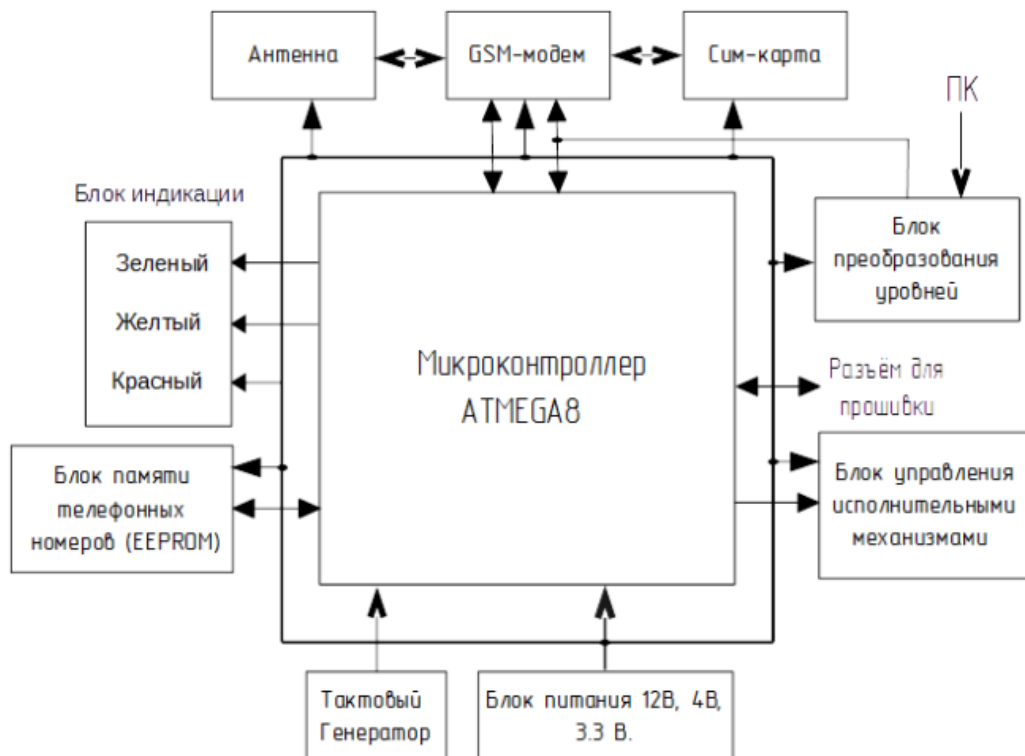 Антенна
GSM-модем
Сим-карта
ПК
Блок индикации
Зеленый
Желтый
Красный
Блок
преобразования
уровней
Микроконтроллер
ATMEGA8
Разъём для
прошивки
Блок памяти
телефонных
номеров (EEPROM)
Блок управления
исполнительными
механизмами
Тактовый
Генератор
Блок питания 12В, 4В,
3.3 В.